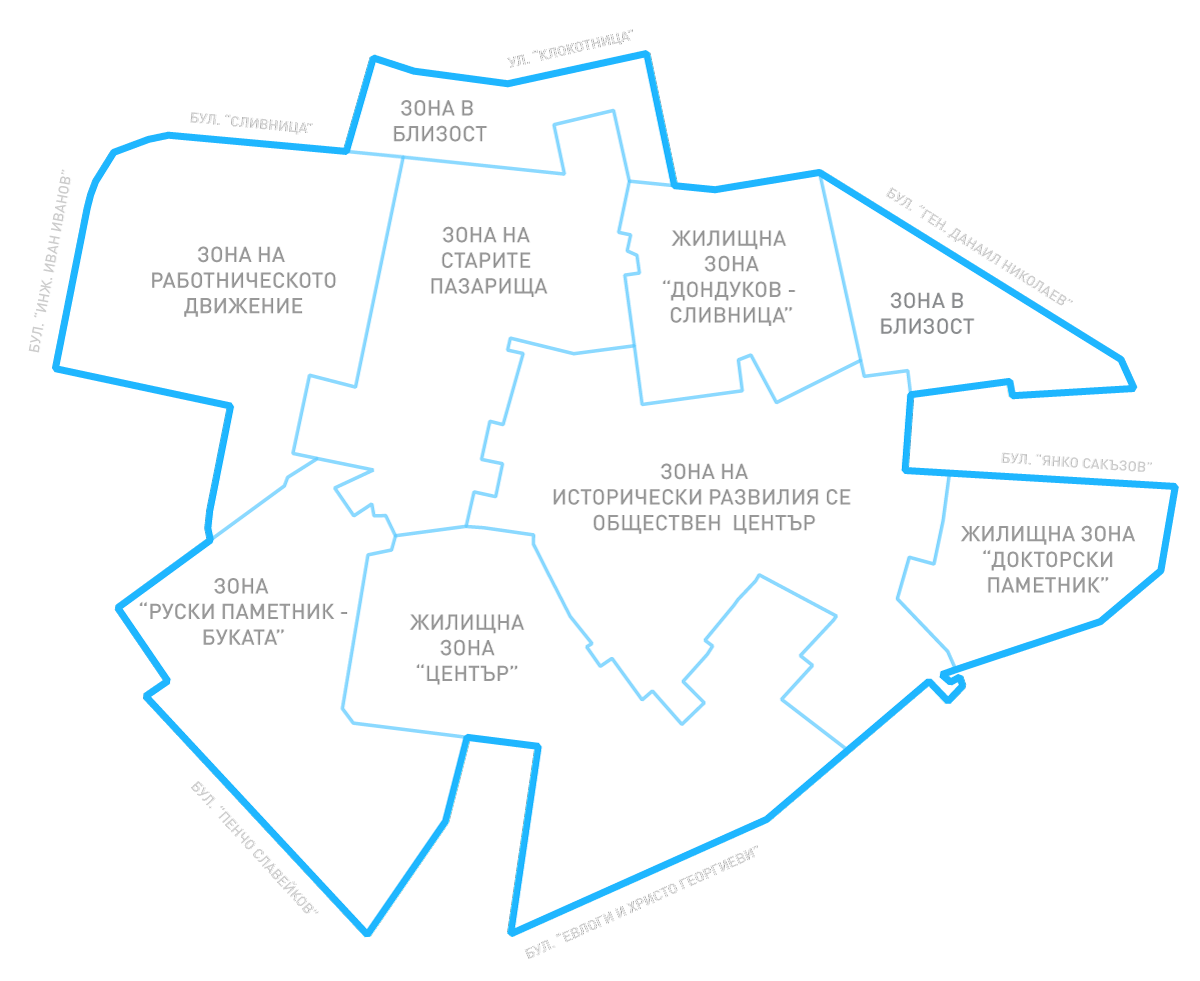 УЛ. "КЛОКОТНИЦА"
ЗОНА В
БЛИЗОСТ
БУЛ. "СЛИВНИЦА"
БУЛ. "ИНЖ. ИВАН ИВАНОВ"
БУЛ. "ГЕН. ДАНАИЛ НИКОЛАЕВ"
ЗОНА НА
РАБОТНИЧЕСКОТО
ДВИЖЕНИЕ
ЗОНА НА
СТАРИТЕ
ПАЗАРИЩА
ЖИЛИЩНА
ЗОНА
"ДОНДУКОВ -
СЛИВНИЦА"
ЗОНА В
БЛИЗОСТ
БУЛ. "ЯНКО САКЪЗОВ"
ЗОНА НА
ИСТОРИЧЕСКИ РАЗВИЛИЯ СЕ
ОБЩЕСТВЕН ЦЕНТЪР
ЖИЛИЩНА ЗОНА
"ДОКТОРСКИ
ПАМЕТНИК"
ЗОНА
"РУСКИ ПАМЕТНИК -
БУКАТА"
ЖИЛИЩНА
ЗОНА
"ЦЕНТЪР"
БУЛ. "ПЕНЧО СЛАВЕЙКОВ"
БУЛ. "ЕВЛОГИ И ХРИСТО ГЕОРГИЕВИ"